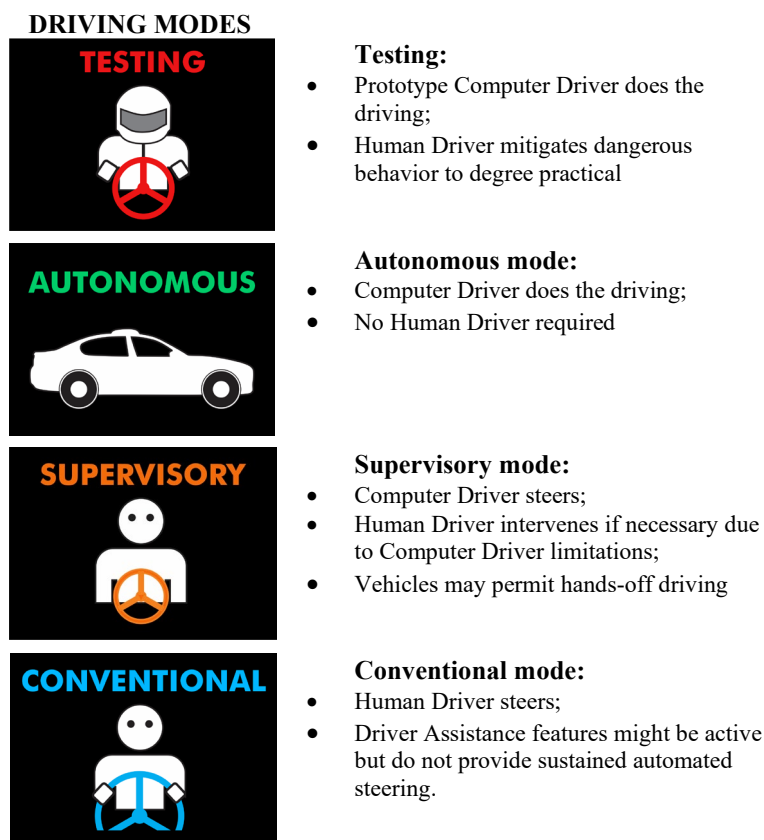 DRIVING MODES
TESTING
Testing:
• Prototype Computer Driver does the
driving;
• Human Driver mitigates dangerous
behavior to degree practical
AUTONOMOUS
Autonomous mode:
• Computer Driver does the driving;
• No Human Driver required
SUPERVISORY
Supervisory mode:
• Computer Driver steers;
• Human Driver intervenes if necessary due
to Computer Driver limitations;
• Vehicles may permit hands-off driving
CONVENTIONAL
Conventional mode:
• Human Driver steers;
• Driver Assistance features might be active
but do not provide sustained automated
steering.